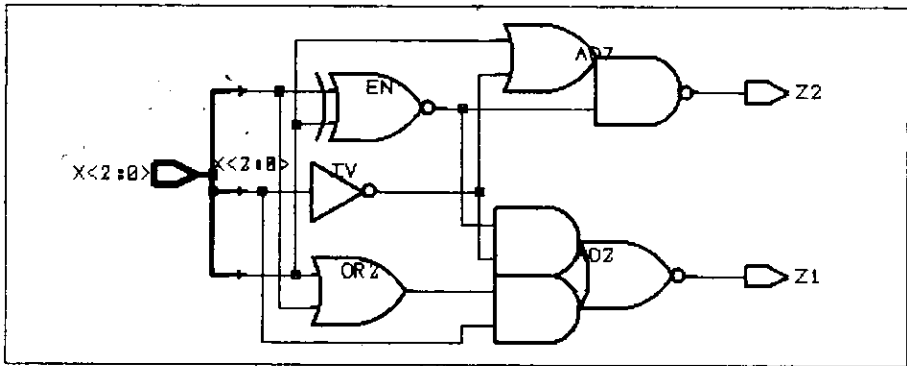 AO7
EN
Z2
X<2:0>
X<2:0>
IV
OR2
AO2
Z1